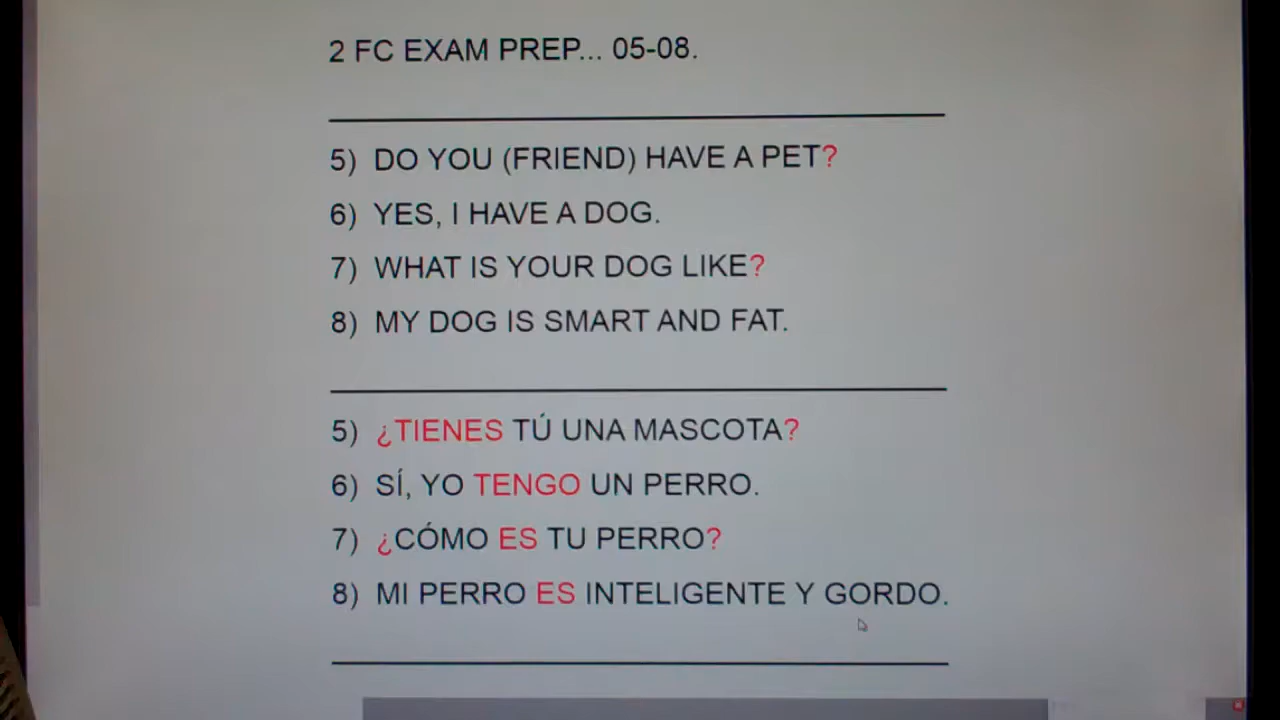 2 FC EXAM PREP... 05-08.
5) DO YOU (FRIEND) HAVE A PET?
6) YES, I HAVE A DOG.
7) WHAT IS YOUR DOG LIKE?
8) MY DOG IS SMART AND FAT.
5) ¿TIENES TÚ UNA MASCOTA?
6) SÍ, YO TENGO UN PERRO.
7) ¿CÓMO ES TU PERRO?
8) MI PERRO ES INTELIGENTE Y GORDO.